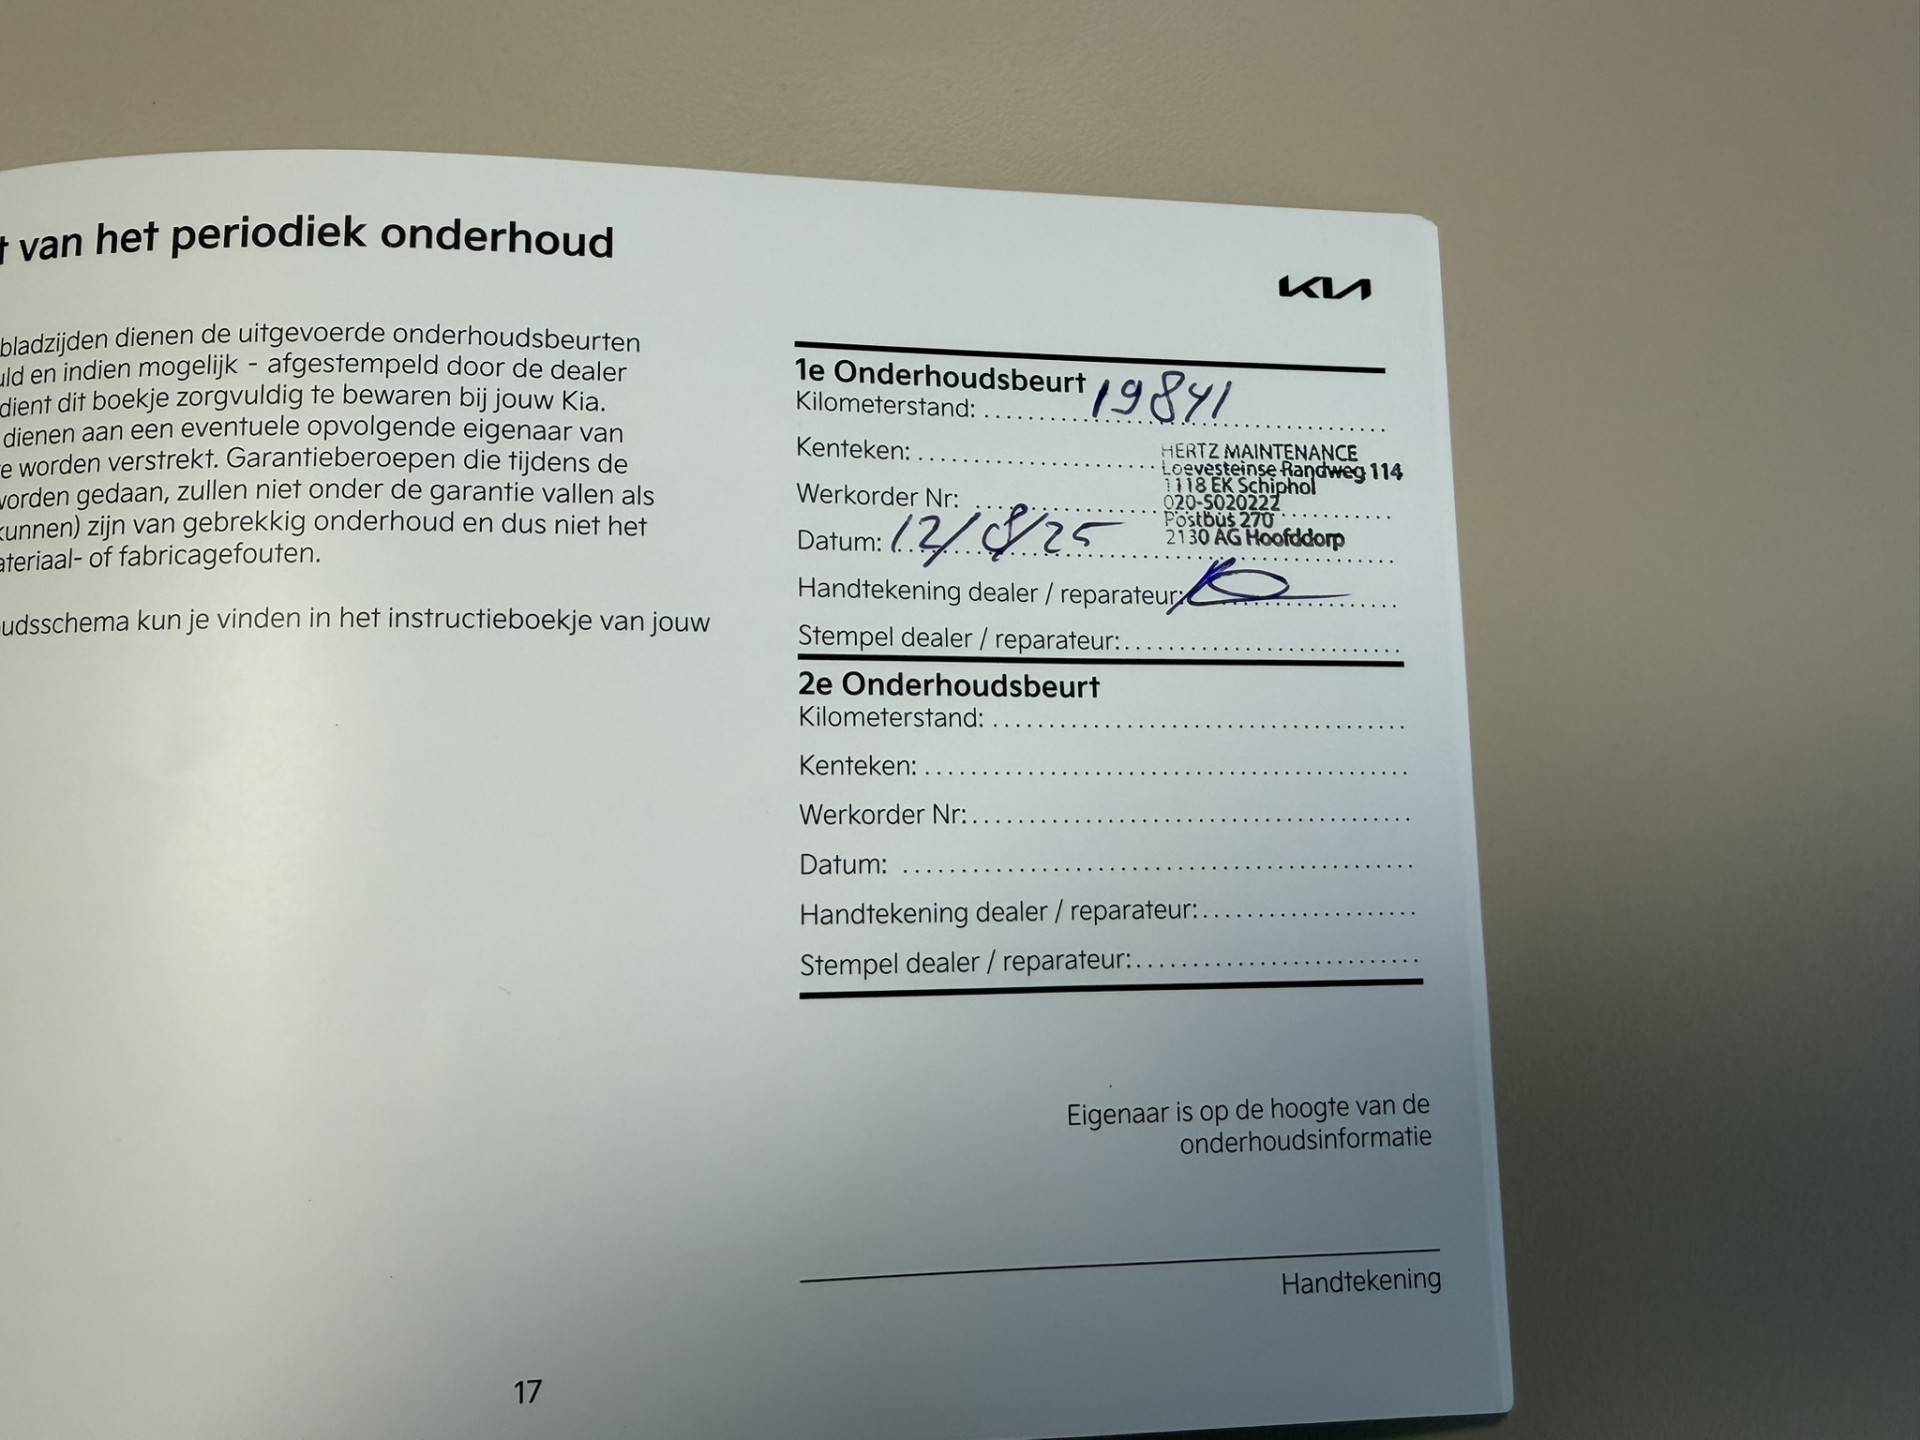 van het periodiek onderhoud
bladzijden dienen de uitgevoerde onderhoudsbeurten
en indien mogelijk - afgestempeld door de dealer
dient dit boekje zorgvuldig te bewaren bij jouw Kia.
dienen aan een eventuele opvolgende eigenaar van
e worden verstrekt. Garantieberoepen die tijdens de
worden gedaan, zullen niet onder de garantie vallen als
kunnen) zijn van gebrekkig onderhoud en dus niet het
ateriaal- of fabricagefouten.
udsschema kun je vinden in het instructieboekje van jouw
17
KIA
1e Onderhoudsbeurt
Kilometerstand: 19841
Kenteken:
HERTZ MAINTENANCE
Loevesteinse Randweg 114
1118 EK Schiphol
Werkorder Nr:
020-5020222
Postbus 270
2130 AG Hoofddorp
Datum: 12/8/25
Handtekening dealer / reparateur:
Stempel dealer / reparateur:
2e Onderhoudsbeurt
Kilometerstand:
Kenteken:
Werkorder Nr:
Datum:
Handtekening dealer / reparateur:
Stempel dealer / reparateur:
Eigenaar is op de hoogte van de
onderhoudsinformatie
Handtekening